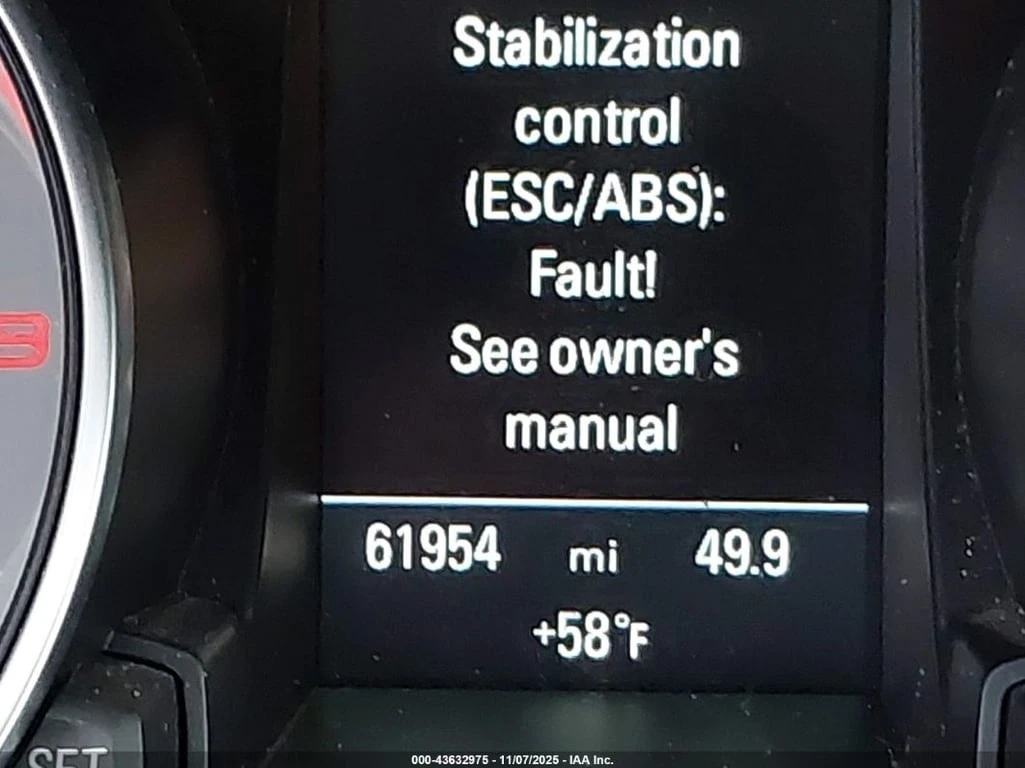 Stabilization
control
(ESC/ABS):
Fault!
See owner's
manual
61954 mi 49.9
+58°F
SET
000-43632975 - 11/07/2025 - IAA Inc.